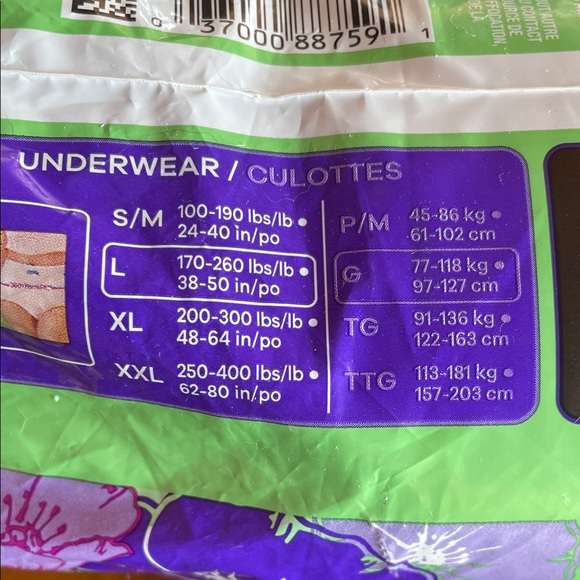 0 37000 88759 1
UNDERWEAR / CULOTTES
S/M 100-190 lbs/lb •
24-40 in/po
P/M 45-86 kg •
61-102 cm
L 170-260 lbs/lb •
38-50 in/po
G 77-118 kg •
97-127 cm
XL 200-300 lbs/lb •
48-64 in/po
TG 91-136 kg •
122-163 cm
XXL 250-400 lbs/lb •
62-80 in/po
TTG 113-181 kg •
157-203 cm